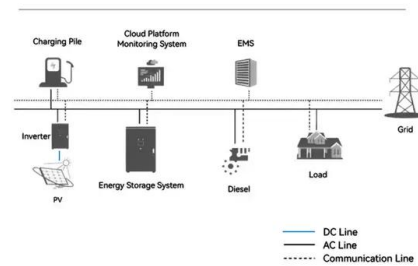 Charging Pile
Cloud Platform
Monitoring System
EMS
Inverter
Grid
PV
Energy Storage System
Diesel
Load
DC Line
AC Line
Communication Line